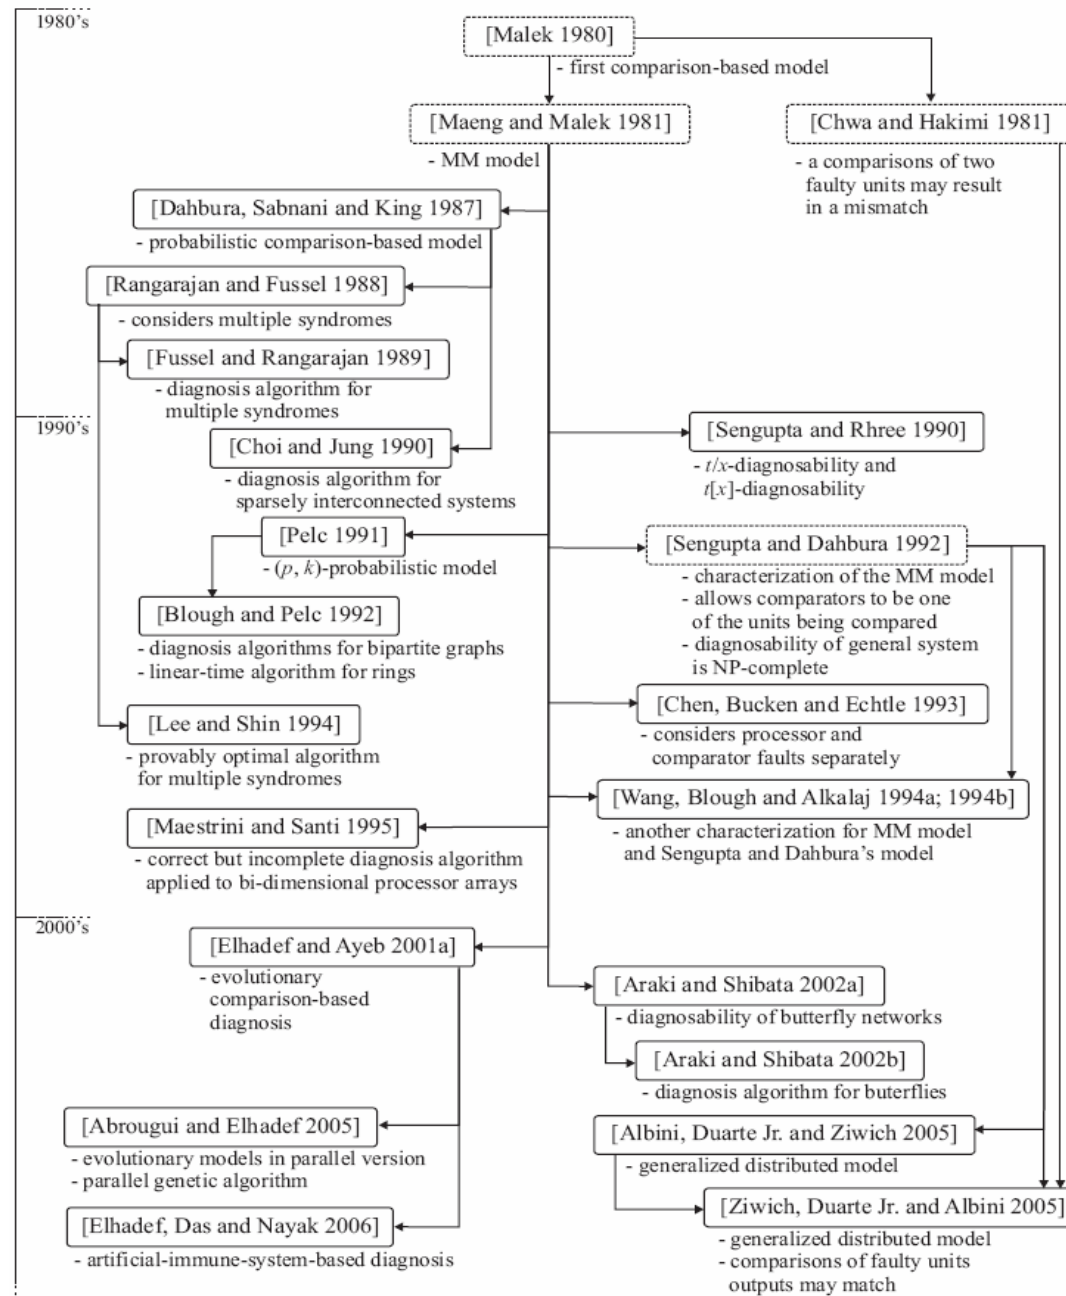 1980's
[Malek 1980]
- first comparison-based model
[Maeng and Malek 1981]
- MM model
[Chwa and Hakimi 1981]
- a comparisons of two
faulty units may result
in a mismatch
[Dahbura, Sabnani and King 1987]
- probabilistic comparison-based model
[Rangarajan and Fussel 1988]
- considers multiple syndromes
[Fussel and Rangarajan 1989]
- diagnosis algorithm for
multiple syndromes
1990's
[Choi and Jung 1990]
- diagnosis algorithm for
sparsely interconnected systems
[Sengupta and Rhree 1990]
- t/x-diagnosability and
t[x]-diagnosability
[Pelc 1991]
- (p, k)-probabilistic model
[Sengupta and Dahbura 1992]
- characterization of the MM model
- allows comparators to be one
of the units being compared
- diagnosability of general system
is NP-complete
[Blough and Pelc 1992]
- diagnosis algorithms for bipartite graphs
- linear-time algorithm for rings
[Chen, Bucken and Echtle 1993]
- considers processor and
comparator faults separately
[Lee and Shin 1994]
- provably optimal algorithm
for multiple syndromes
[Wang, Blough and Alkalaj 1994a; 1994b]
- another characterization for MM model
and Sengupta and Dahbura's model
[Maestrini and Santi 1995]
- correct but incomplete diagnosis algorithm
applied to bi-dimensional processor arrays
2000's
[Elhadef and Ayeb 2001a]
- evolutionary
comparison-based
diagnosis
[Araki and Shibata 2002a]
- diagnosability of butterfly networks
[Araki and Shibata 2002b]
- diagnosis algorithm for buterflies
[Abrougui and Elhadef 2005]
- evolutionary models in parallel version
- parallel genetic algorithm
[Albini, Duarte Jr. and Ziwich 2005]
- generalized distributed model
[Elhadef, Das and Nayak 2006]
- artificial-immune-system-based diagnosis
[Ziwich, Duarte Jr. and Albini 2005]
- generalized distributed model
- comparisons of faulty units
outputs may match